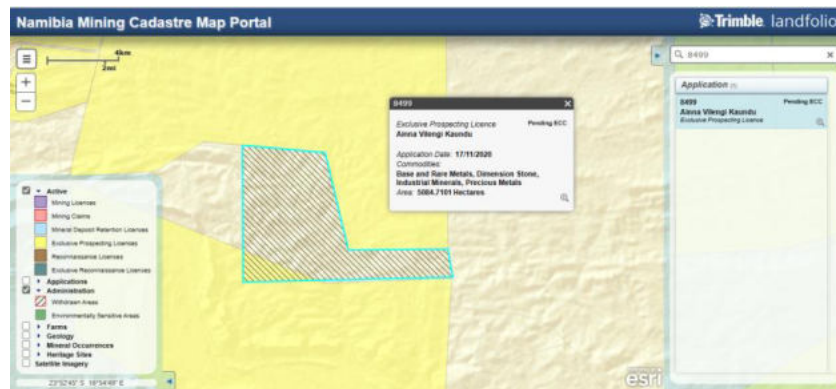 Namibia Mining Cadastre Map Portal
Trimble landfolio
4km
2mi
8499
Application (1)
8499 Pending ECC
Ainna Vilengi Kaundu
Exclusive Prospecting Licence
8499
Exclusive Prospecting Licence Pending ECC
Ainna Vilengi Kaundu
Application Date: 17/11/2020
Commodities:
Base and Rare Metals, Dimension Stone,
Industrial Minerals, Precious Metals
Area: 5084.7101 Hectares
Active
Mining Licenses
Mining Claims
Mineral Deposit Retention Licenses
Exclusive Prospecting Licenses
Reconnaissance Licenses
Exclusive Reconnaissance Licenses
Applications
Administration
Withdrawn Areas
Environmentally Sensitive Areas
Farms
Geology
Mineral Occurrences
Heritage Sites
Satellite Imagery
esri